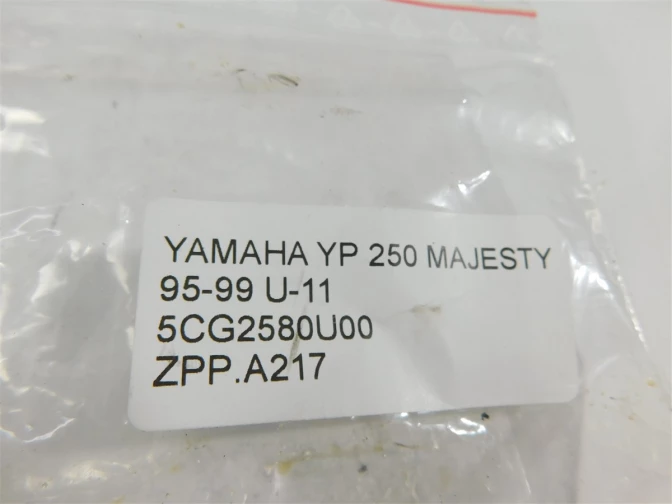 YAMAHA YP 250 MAJESTY
95-99 U-11
5CG2580U00
ZPP.A217